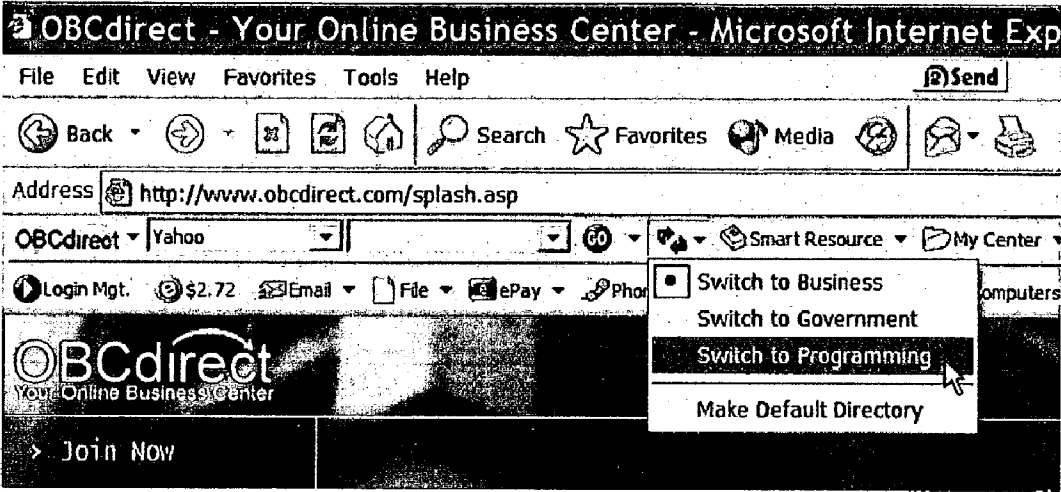 OBCdirect - Your Online Business Center - Microsoft Internet Exp
File Edit View Favorites Tools Help Send
Back Search Favorites Media
Address http://www.obcdirect.com/splash.asp
OBCdirect Yahoo GO Smart Resource My Center
Login Mgt. $2.72 Email File ePay Phon omputers
Switch to Business
Switch to Government
Switch to Programming
Make Default Directory
OBCdirect
Your Online Business Center
> Join Now